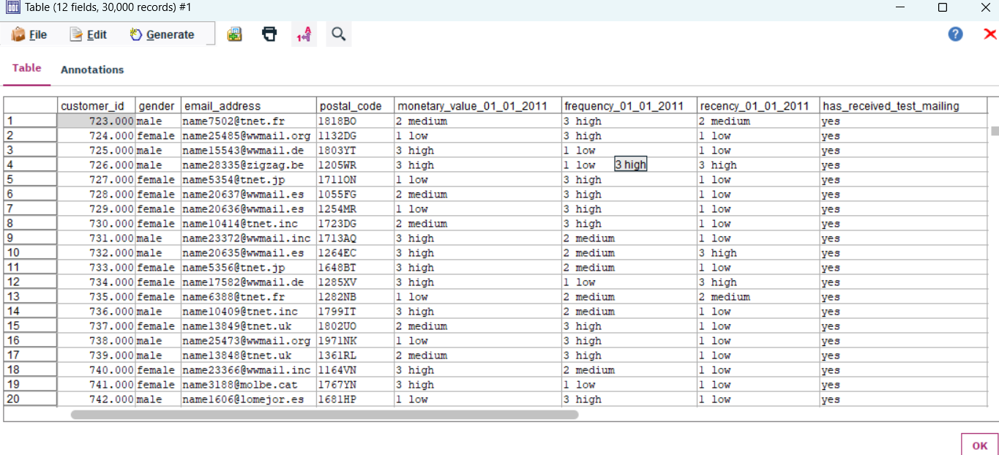 Table (12 fields, 30,000 records) #1
File Edit Generate
Table Annotations
customer_id gender email_address postal_code monetary_value_01_01_2011 frequency_01_01_2011 recency_01_01_2011 has_received_test_mailing
1 723.000 male name7502@tnet.fr 1818BO 2 medium 3 high 2 medium yes
2 724.000 female name25485@wwmail.org 1132DG 1 low 3 high 1 low yes
3 725.000 male name15543@wwmail.de 1803YT 3 high 1 low 1 low yes
4 726.000 male name28335@zigzag.be 1205WR 3 high 1 low 3 high 3 high yes
5 727.000 female name5354@tnet.jp 1711ON 1 low 3 high 1 low yes
6 728.000 female name20637@wwmail.es 1055FG 2 medium 3 high 1 low yes
7 729.000 female name20636@wwmail.es 1254MR 1 low 3 high 1 low yes
8 730.000 female name10414@tnet.inc 1723DG 2 medium 3 high 1 low yes
9 731.000 male name23372@wwmail.inc 1713AQ 3 high 2 medium 1 low yes
10 732.000 male name20635@wwmail.es 1264EC 3 high 2 medium 3 high yes
11 733.000 female name5356@tnet.jp 1648BT 3 high 2 medium 1 low yes
12 734.000 female name17582@wwmail.de 1285XV 3 high 1 low 3 high yes
13 735.000 female name6388@tnet.fr 1282NB 1 low 2 medium 2 medium yes
14 736.000 male name10409@tnet.inc 1799IT 3 high 2 medium 1 low yes
15 737.000 female name13849@tnet.uk 1802UO 2 medium 3 high 1 low yes
16 738.000 male name25473@wwmail.org 1971NK 1 low 3 high 1 low yes
17 739.000 male name13848@tnet.uk 1361RL 2 medium 3 high 1 low yes
18 740.000 female name23366@wwmail.inc 1164VN 3 high 2 medium 1 low yes
19 741.000 female name3188@molbe.cat 1767YN 3 high 1 low 1 low yes
20 742.000 male name1606@lomejor.es 1681HP 1 low 3 high 1 low yes
OK